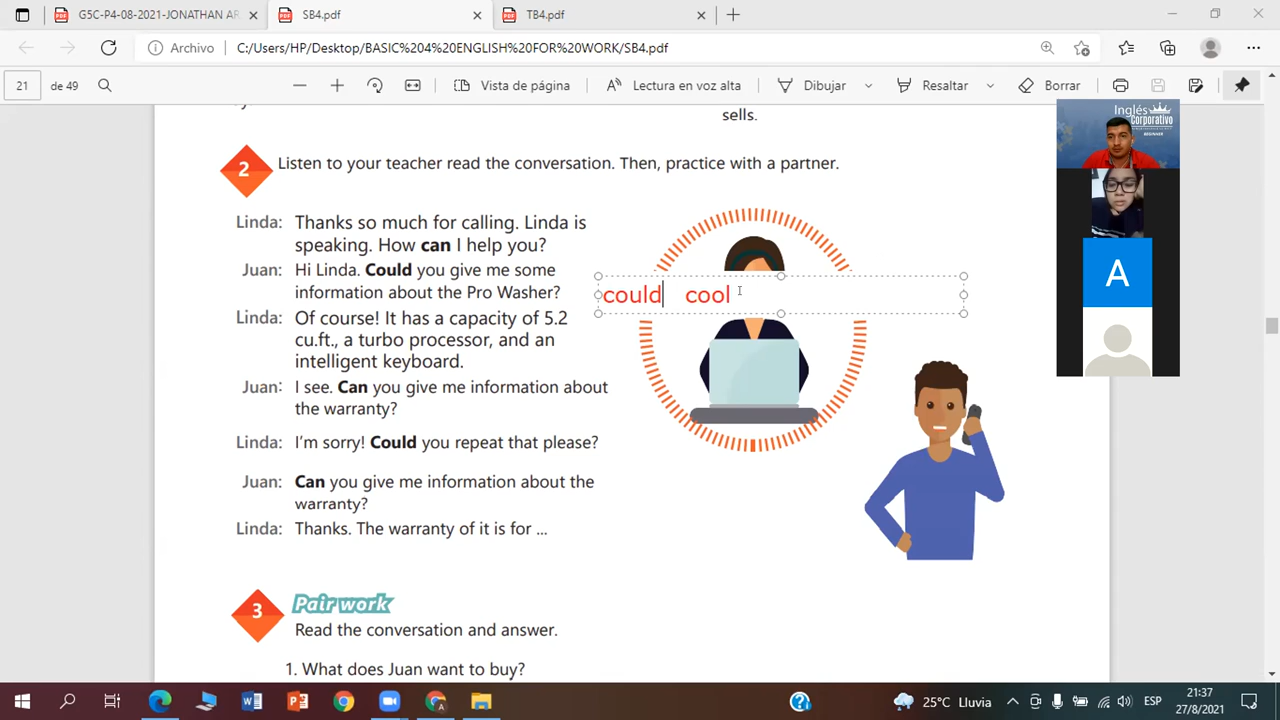 G5C-P4-08-2021-JONATHAN AR
SB4.pdf
TB4.pdf
Archivo
C:/Users/HP/Desktop/BASIC%204%20ENGLISH%20FOR%20WORK/SB4.pdf
21
de 49
Vista de página
Lectura en voz alta
Dibujar
Resaltar
Borrar
sells.
2
Listen to your teacher read the conversation. Then, practice with a partner.
Linda: Thanks so much for calling. Linda is
speaking. How can I help you?
Juan: Hi Linda. Could you give me some
information about the Pro Washer?
Linda: Of course! It has a capacity of 5.2
cu.ft., a turbo processor, and an
intelligent keyboard.
Juan: I see. Can you give me information about
the warranty?
Linda: I'm sorry! Could you repeat that please?
Juan: Can you give me information about the
warranty?
Linda: Thanks. The warranty of it is for ...
could cool
Inglés
Corporativo
BEGINNER
A
3
Pair work
Read the conversation and answer.
1. What does Juan want to buy?
25°C Lluvia
ESP
21:37
27/8/2021